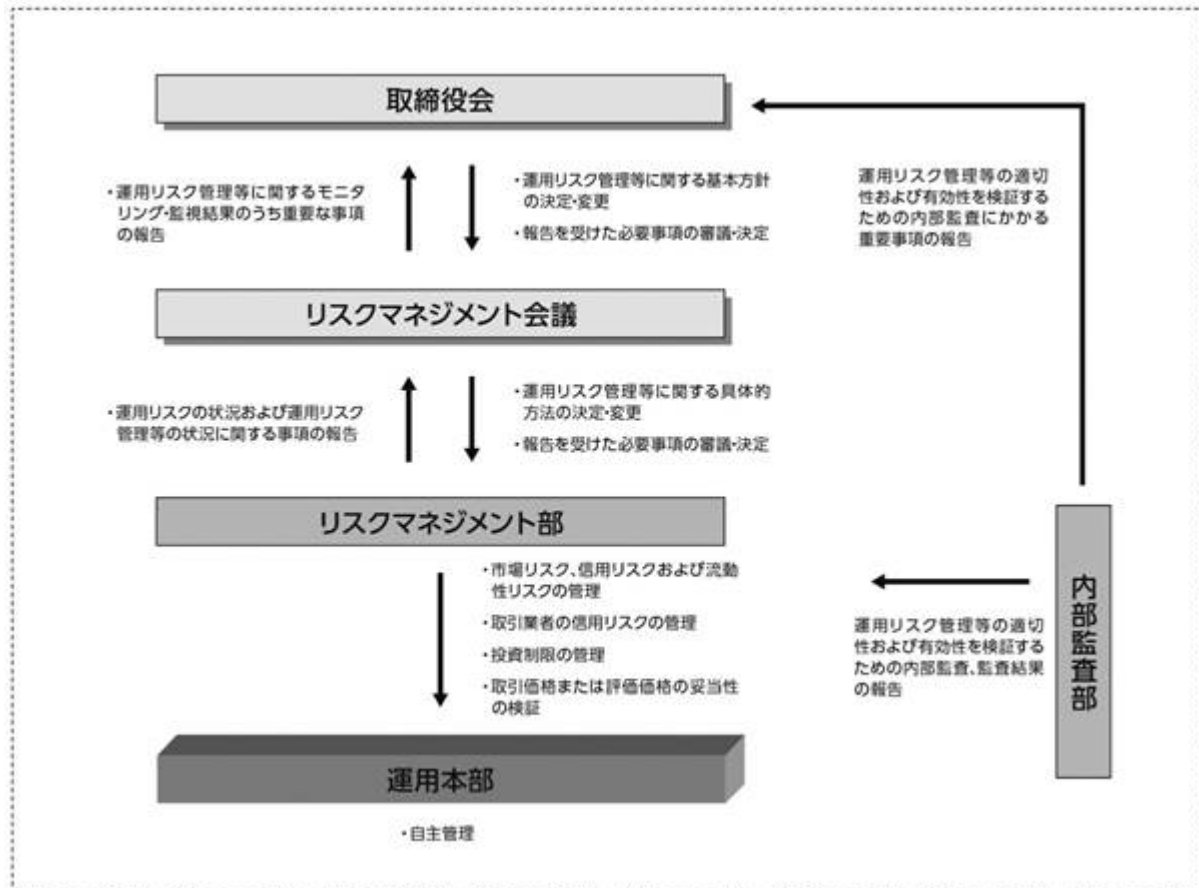 取締役会
・運用リスク管理等に関するモニタ
リング・監視結果のうち重要な事項
の報告
・運用リスク管理等に関する基本方針
の決定・変更
・報告を受けた必要事項の審議・決定
運用リスク管理等の適切
性および有効性を検証する
ための内部監査にかかる
重要事項の報告
リスクマネジメント会議
・運用リスクの状況および運用リスク
管理等の状況に関する事項の報告
・運用リスク管理等に関する具体的
方法の決定・変更
・報告を受けた必要事項の審議・決定
リスクマネジメント部
・市場リスク、信用リスクおよび流動
性リスクの管理
・取引業者の信用リスクの管理
・投資制限の管理
・取引価格または評価価格の妥当性
の検証
運用リスク管理等の適切
性および有効性を検証する
ための内部監査、監査結果
の報告
内部監査部
運用本部
・自主管理